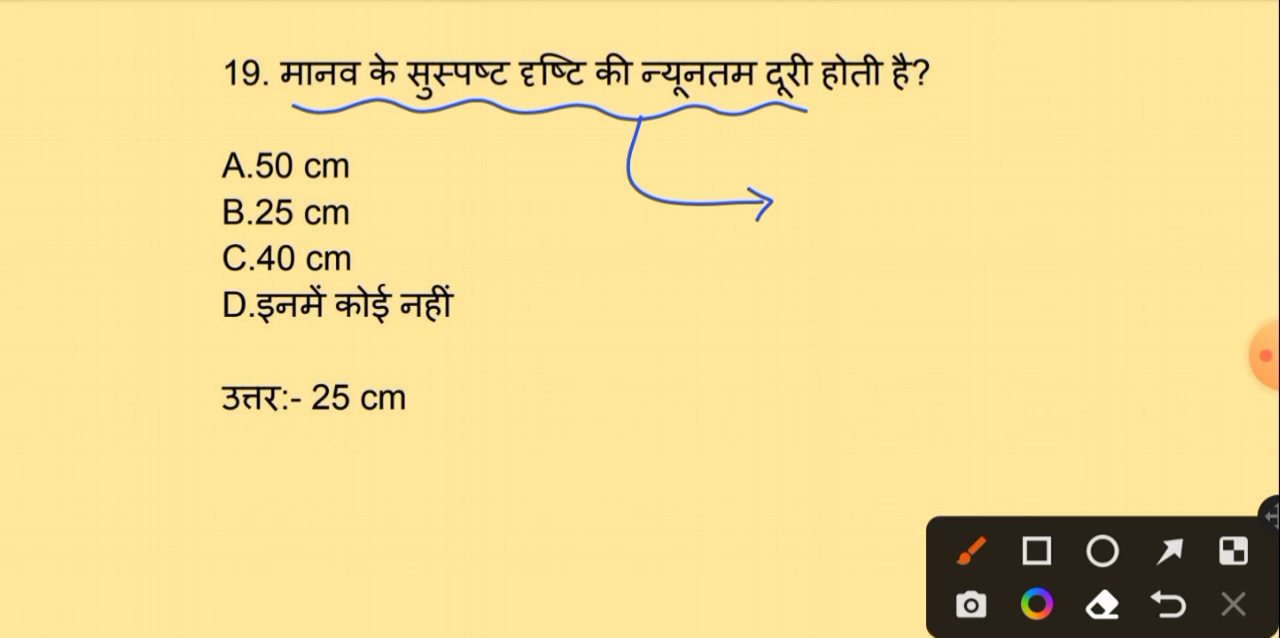 19. मानव के सुस्पष्ट दृष्टि की न्यूनतम दूरी होती है?
A.50 cm
B.25 cm
C.40 cm
D.इनमें कोई नहीं
उत्तर:- 25 cm